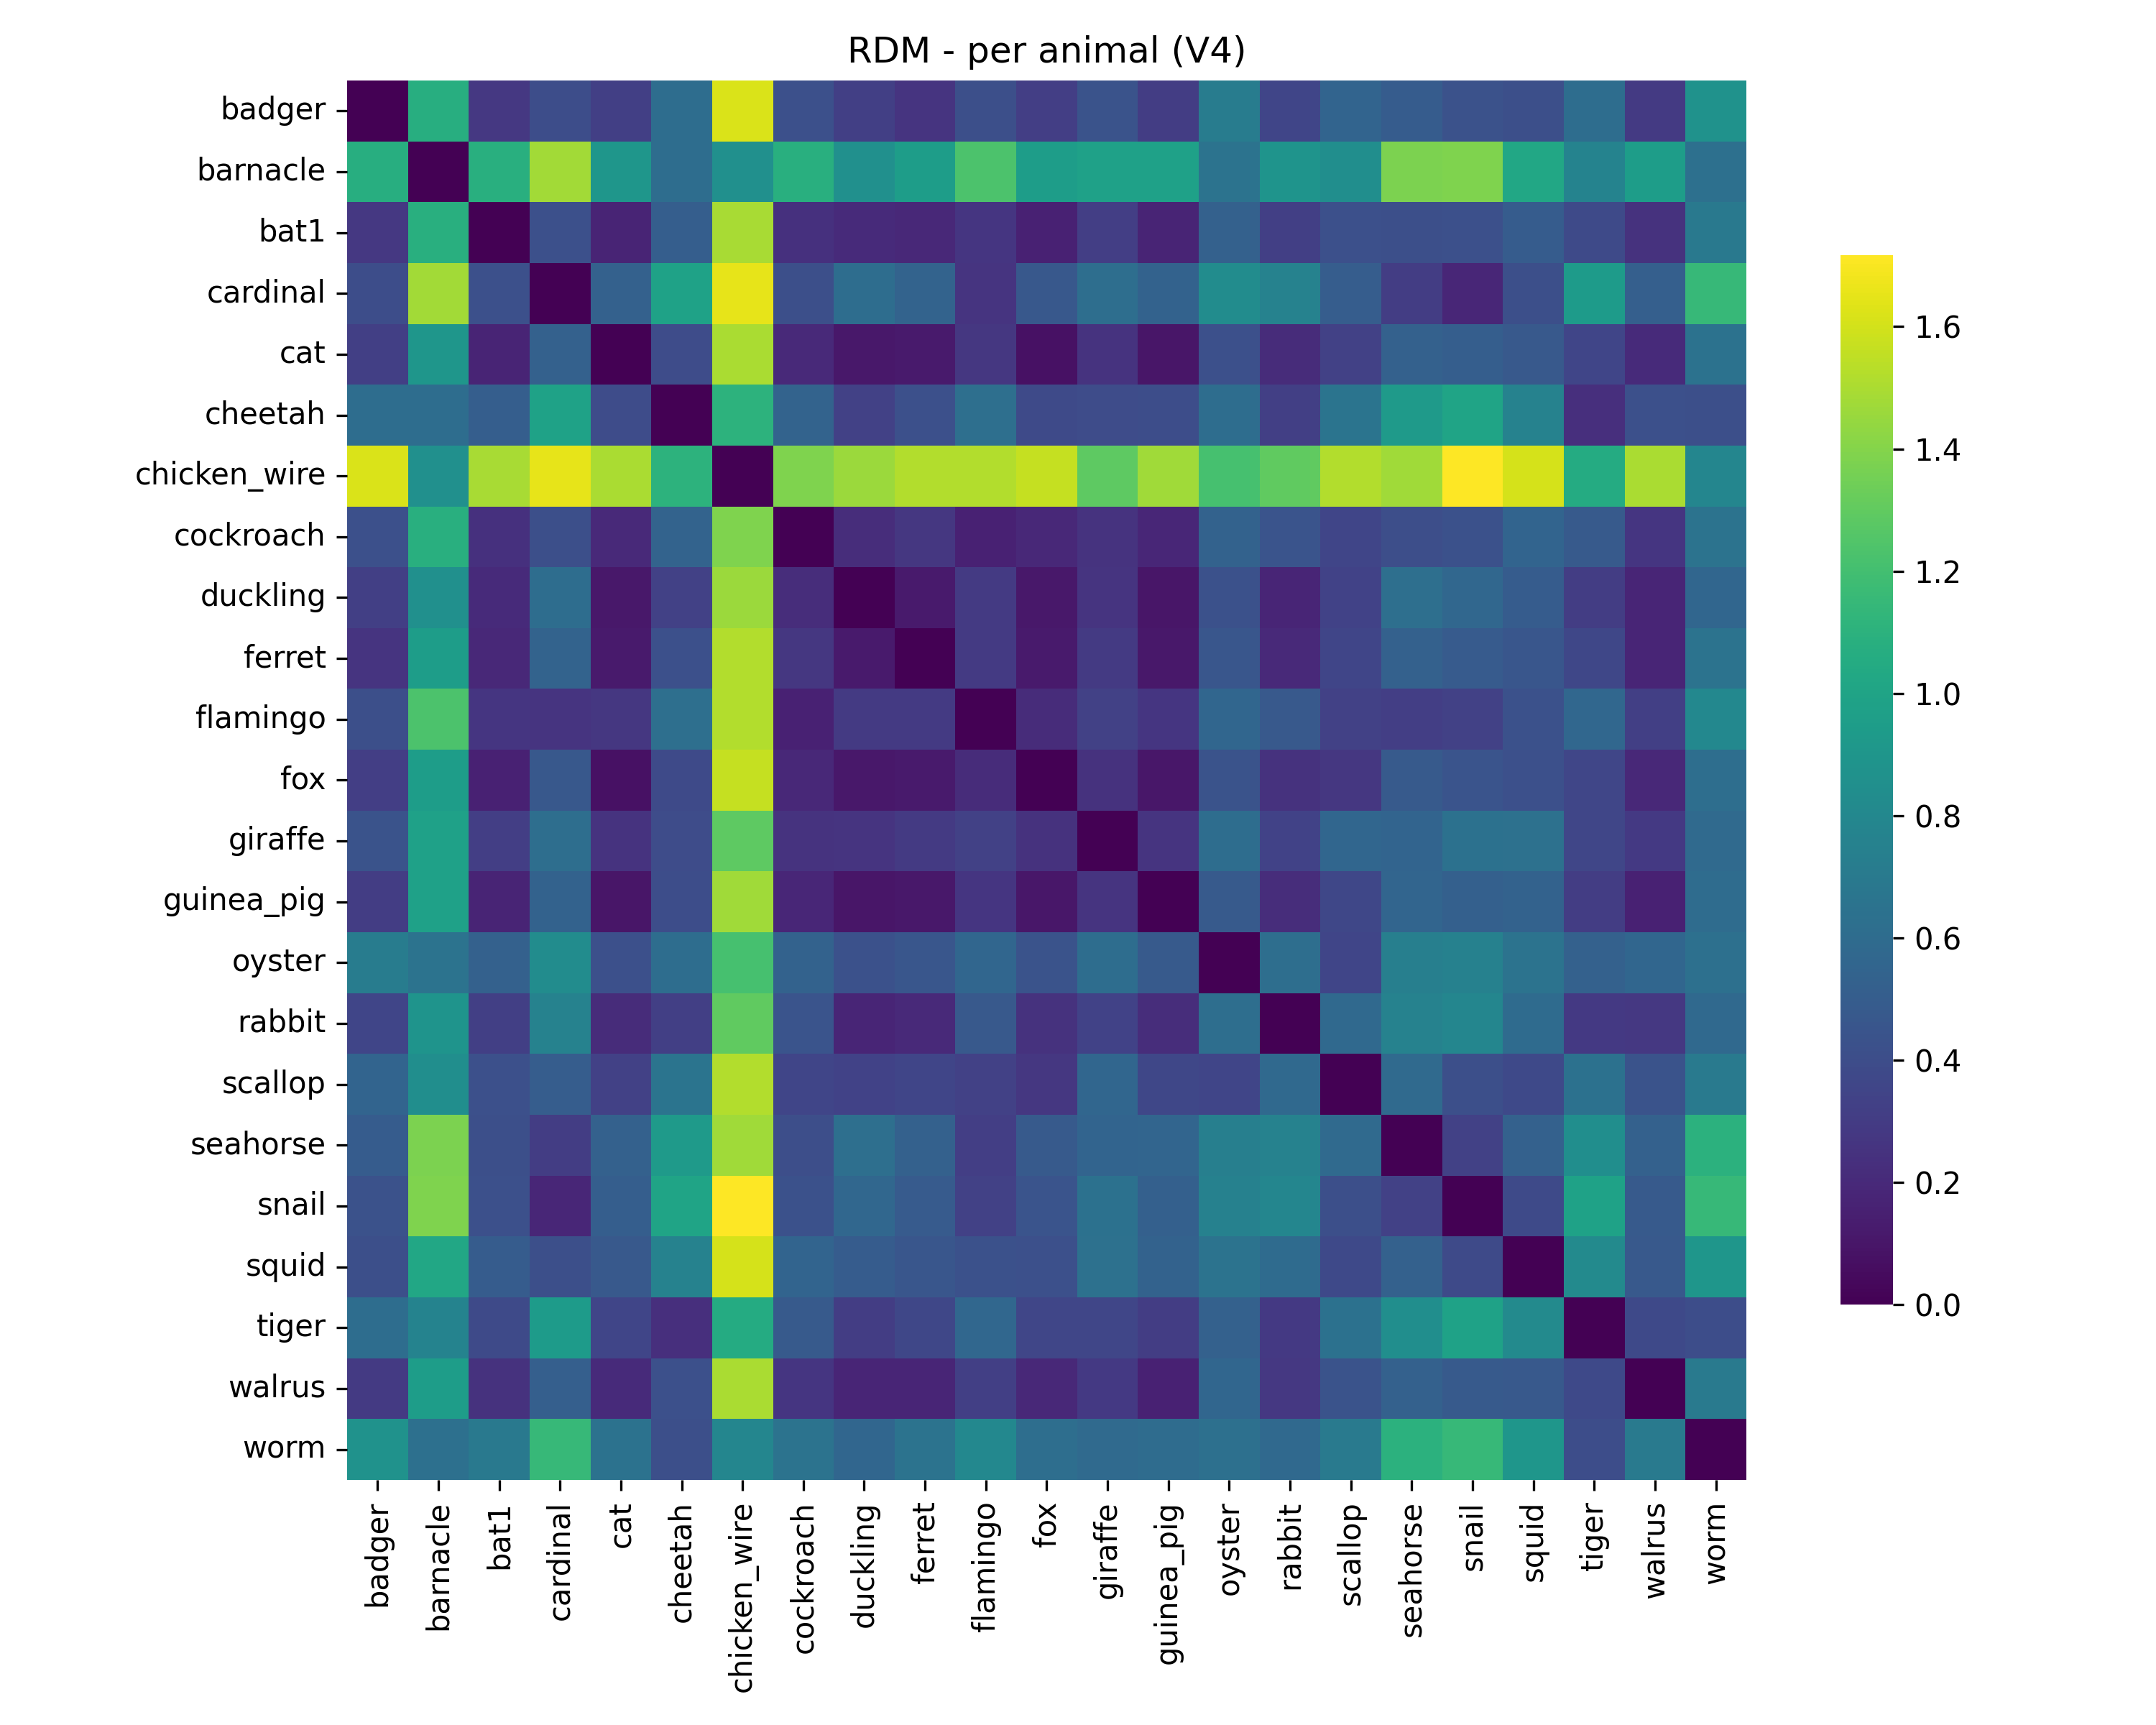 RDM - per animal (V4)
badger
barnacle
bat1
cardinal
cat
cheetah
chicken_wire
cockroach
duckling
ferret
flamingo
fox
giraffe
guinea_pig
oyster
rabbit
scallop
seahorse
snail
squid
tiger
walrus
worm
badger
barnacle
bat1
cardinal
cat
cheetah
chicken_wire
cockroach
duckling
ferret
flamingo
fox
giraffe
guinea_pig
oyster
rabbit
scallop
seahorse
snail
squid
tiger
walrus
worm
1.6
1.4
1.2
1.0
0.8
0.6
0.4
0.2
0.0